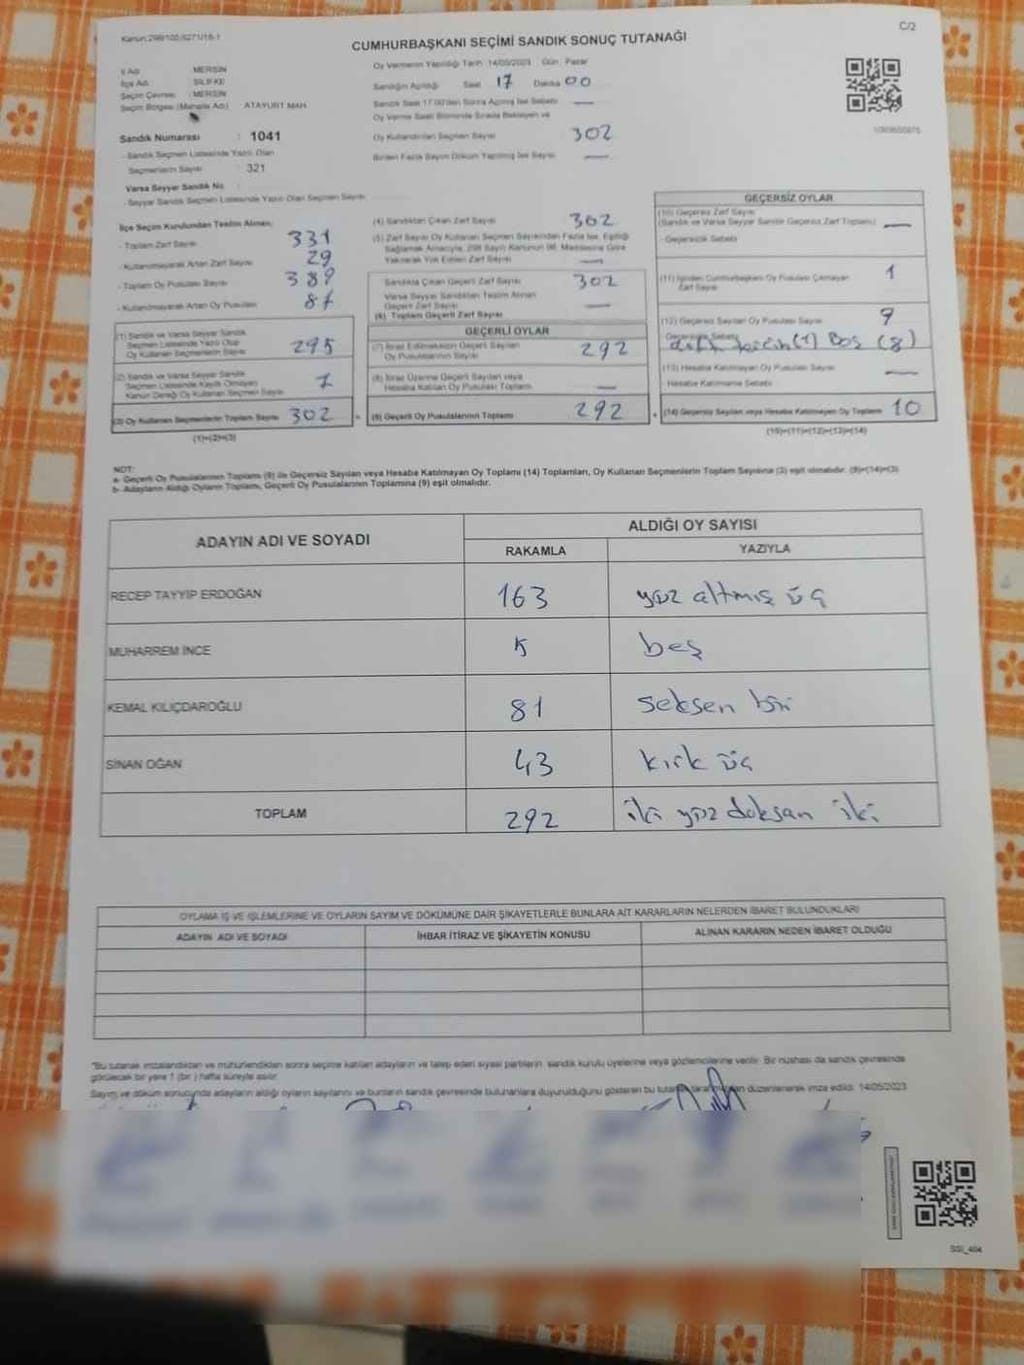 Kanun:298/105,6271/16-1
C/2
CUMHURBAŞKANI SEÇİMİ SANDIK SONUÇ TUTANAĞI
İl Adı : MERSİN
İlçe Adı : SİLİFKE
Seçim Çevresi : MERSİN
Seçim Bölgesi (Mahalle Adı) : ATAYURT MAH.
Sandık Numarası : 1041
- Sandık Seçmen Listesinde Yazılı Olan
Seçmenlerin Sayısı : 321
Varsa Seyyar Sandık No :
- Seyyar Sandık Seçmen Listesinde Yazılı Olan Seçmen Sayısı :
Oy Vermenin Yapıldığı Tarih: 14/05/2023 Gün: Pazar
Sandığın Açıldığı Saat 17 Dakika 00
Sandık Saat 17.00'den Sonra Açılmış İse Sebebi —
Oy Verme Saati Bitiminde Sırada Bekleyen ve
Oy Kullandırılan Seçmen Sayısı 302
Birden Fazla Sayım Döküm Yapılmış İse Sayısı —
İlçe Seçim Kurulundan Teslim Alınan;
- Toplam Zarf Sayısı 331
- Kullanılmayarak Artan Zarf Sayısı 29
- Toplam Oy Pusulası Sayısı 389
- Kullanılmayarak Artan Oy Pusulası 87
(1) Sandık ve Varsa Seyyar Sandık
Seçmen Listesinde Yazılı Olup
Oy Kullanan Seçmenlerin Sayısı 295
(2) Sandık ve Varsa Seyyar Sandık
Seçmen Listesinde Kayıtlı Olmayan
Kanun Gereği Oy Kullanan Seçmen Sayısı 7
(3) Oy Kullanan Seçmenlerin Toplam Sayısı 302
(1)+(2)=(3)
(4) Sandıktan Çıkan Zarf Sayısı 302
(5) Zarf Sayısı Oy Kullanan Seçmen Sayısından Fazla İse, Eşitliği
Sağlamak Amacıyla, 298 Sayılı Kanunun 98. Maddesine Göre
Yakılarak Yok Edilen Zarf Sayısı —
Sandıkta Çıkan Geçerli Zarf Sayısı 302
Varsa Seyyar Sandıktan Teslim Alınan
Geçerli Zarf Sayısı —
(6) Toplam Geçerli Zarf Sayısı
GEÇERLİ OYLAR
(7) İtiraz Edilmeksizin Geçerli Sayılan
Oy Pusulalarının Sayısı 292
(8) İtiraz Üzerine Geçerli Sayılan veya
Hesaba Katılan Oy Pusulası Toplamı —
(9) Geçerli Oy Pusulalarının Toplamı 292
GEÇERSİZ OYLAR
(10) Geçersiz Zarf Sayısı
(Sandık ve Varsa Seyyar Sandık Geçersiz Zarf Toplamı) —
- Geçersizlik Sebebi
(11) İçinden Cumhurbaşkanı Oy Pusulası Çıkmayan
Zarf Sayısı 1
(12) Geçersiz Sayılan Oy Pusulası Sayısı 9
Geçersizlik Sebebi
(1) Boş (8)
(13) Hesaba Katılmayan Oy Pusulası Sayısı —
- Hesaba Katılmama Sebebi
(14) Geçersiz Sayılan veya Hesaba Katılmayan Oy Toplamı 10
(10)+(11)+(12)+(13)=(14)
NOT:
a- Geçerli Oy Pusulalarının Toplamı (9) ile Geçersiz Sayılan veya Hesaba Katılmayan Oy Toplamı (14) Toplamları, Oy Kullanan Seçmenlerin Toplam Sayısına (3) eşit olmalıdır. (9)+(14)=(3)
b- Adayların Aldığı Oyların Toplamı, Geçerli Oy Pusulalarının Toplamına (9) eşit olmalıdır.
ADAYIN ADI VE SOYADI
ALDIĞI OY SAYISI
RAKAMLA YAZIYLA
RECEP TAYYİP ERDOĞAN 163 yüz altmış üç
MUHARREM İNCE 5 beş
KEMAL KILIÇDAROĞLU 81 seksen bir
SİNAN OĞAN 43 kırk üç
TOPLAM 292 iki yüz doksan iki
OYLAMA İŞ VE İŞLEMLERİNE VE OYLARIN SAYIM VE DÖKÜMÜNE DAİR ŞİKAYETLERLE BUNLARA AİT KARARLARIN NELERDEN İBARET BULUNDUKLARI
ADAYIN ADI VE SOYADI İHBAR İTİRAZ VE ŞİKAYETİN KONUSU ALINAN KARARIN NEDEN İBARET OLDUĞU
"Bu tutanak imzalandıktan ve mühürlendikten sonra seçime katılan adayların ve talep eden siyasi partilerin sandık kurulu üyelerine veya gözlemcilerine verilir. Bir nüshası da sandık çevresinde
görülecek bir yere 1 (bir) hafta süreyle asılır.
Sayım ve döküm sonucunda adayların aldığı oyların sayılarını ve bunların sandık çevresinde bulunanlara duyurulduğunu gösteren bu tutanak düzenlenerek imza edildi. 14/05/2023
SSI_404